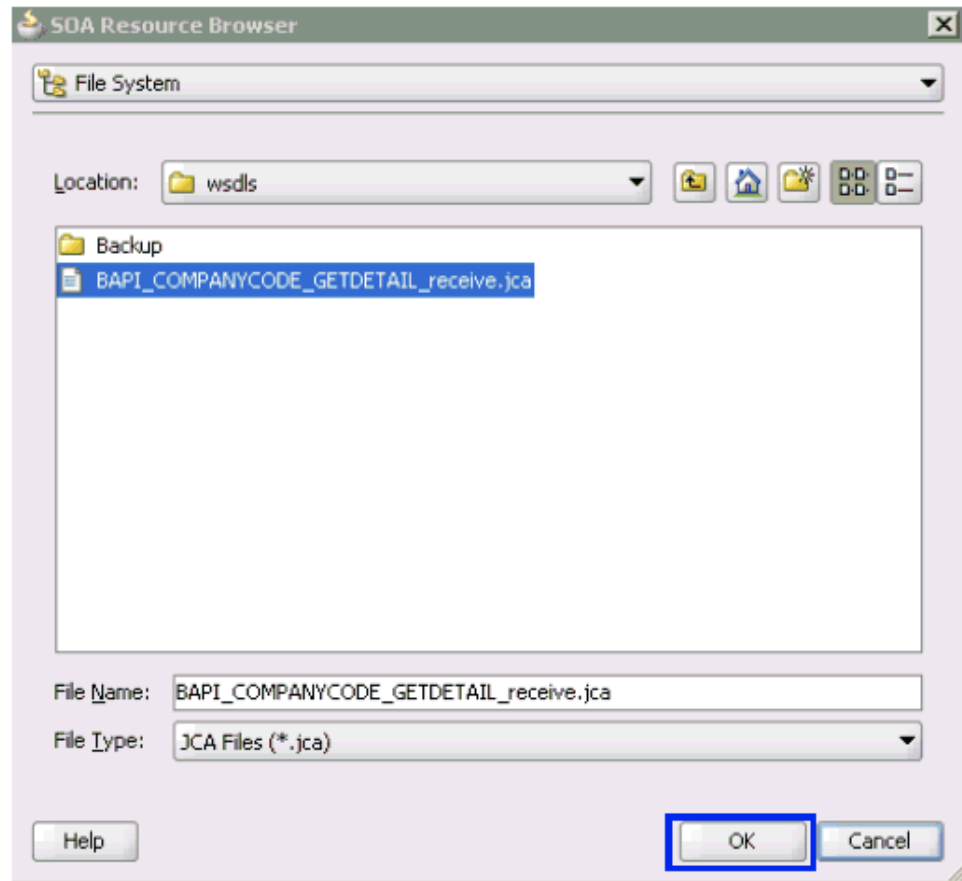 SOA Resource Browser
File System
Location: wsdls
Backup
BAPI_COMPANYCODE_GETDETAIL_receive.jca
File Name: BAPI_COMPANYCODE_GETDETAIL_receive.jca
File Type: JCA Files (*.jca)
Help OK Cancel